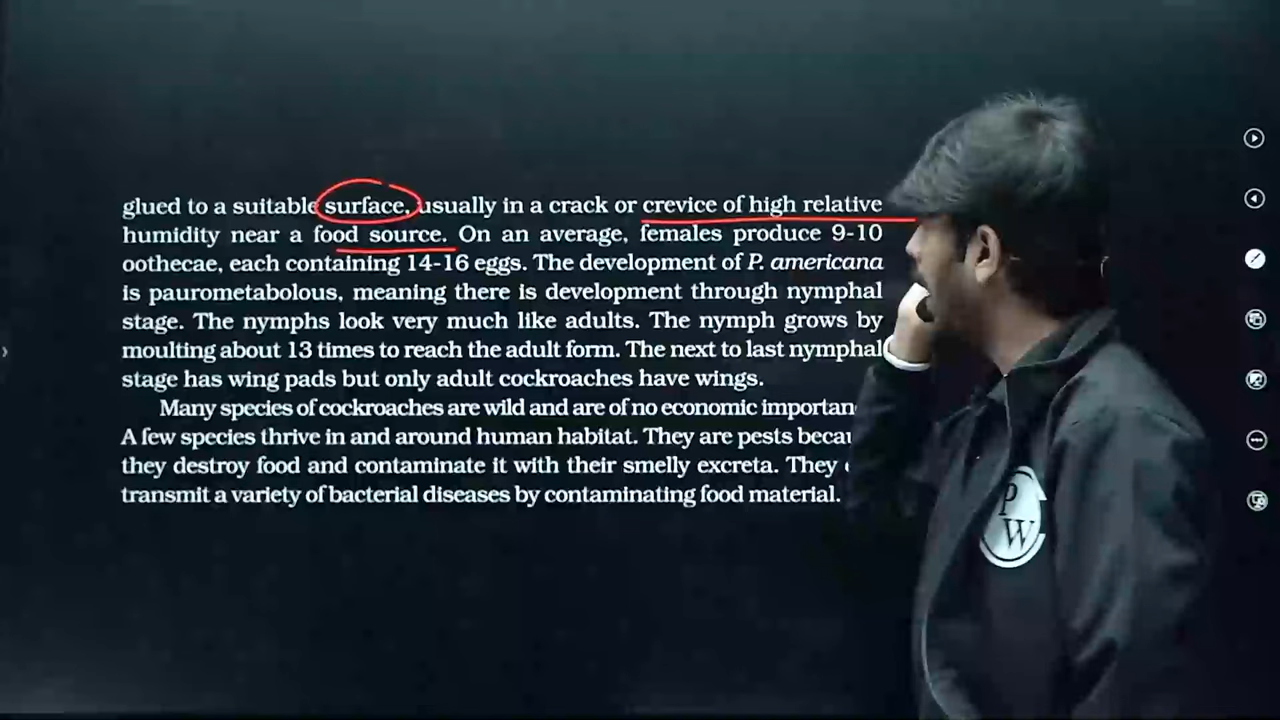 glued to a suitable surface, usually in a crack or crevice of high relative
humidity near a food source. On an average, females produce 9-10
oothecae, each containing 14-16 eggs. The development of P. americana
is paurometabolous, meaning there is development through nymphal
stage. The nymphs look very much like adults. The nymph grows by
moulting about 13 times to reach the adult form. The next to last nymphal
stage has wing pads but only adult cockroaches have wings.
Many species of cockroaches are wild and are of no economic
A few species thrive in and around human habitat. They are pests
they destroy food and contaminate it with their smelly excreta. They
transmit a variety of bacterial diseases by contaminating food material.
P
W